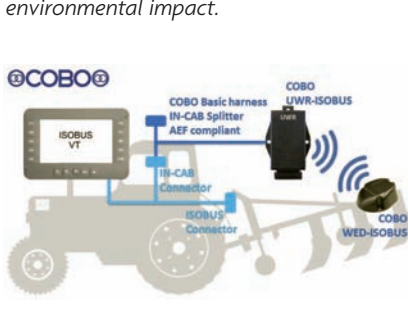 environmental impact.
COBO
COBO Basic harness
IN-CAB Splitter
AEF compliant
COBO
UWR-ISOBUS
UWR
ISOBUS
VT
IN-CAB
Connector
ISOBUS
Connector
COBO
WED-ISOBUS